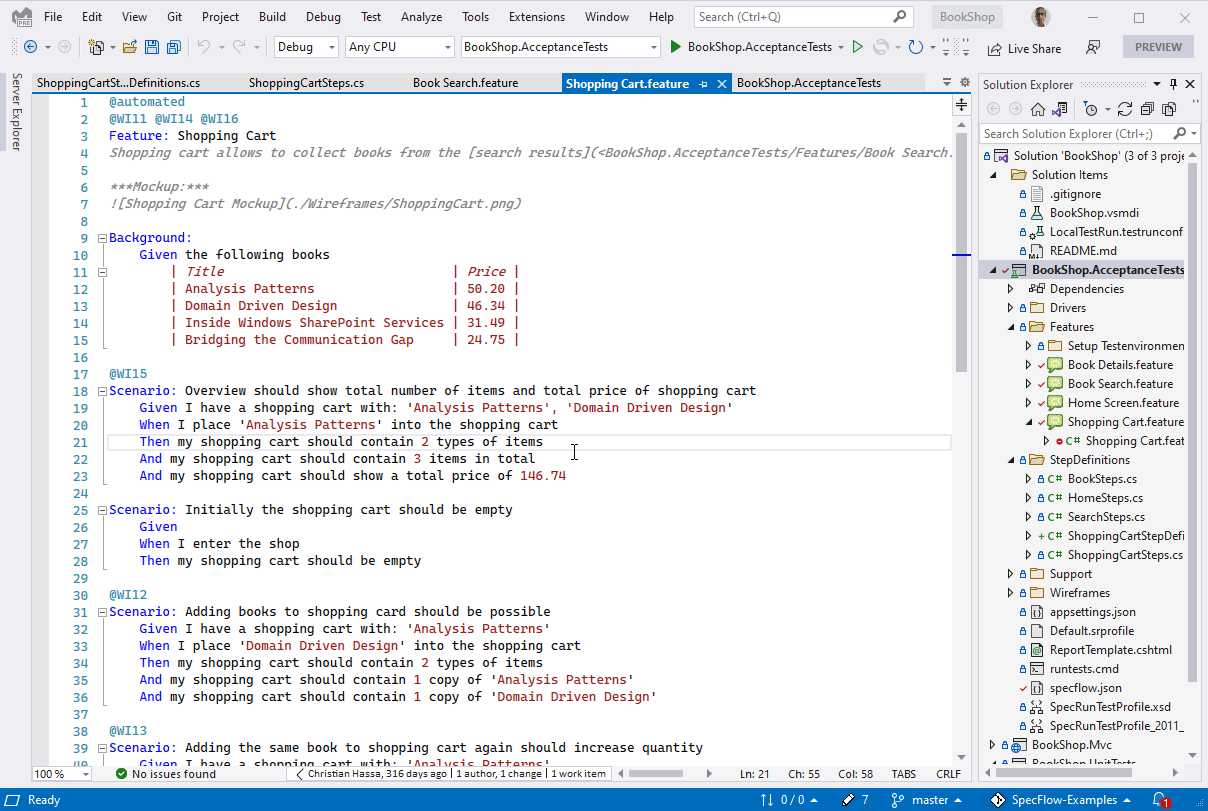 File Edit View Git Project Build Debug Test Analyze Tools Extensions Window Help Search (Ctrl+Q) BookShop
PRE
Debug Any CPU BookShop.AcceptanceTests BookShop.AcceptanceTests Live Share PREVIEW
Server Explorer
ShoppingCartSt...Definitions.cs ShoppingCartSteps.cs Book Search.feature Shopping Cart.feature BookShop.AcceptanceTests
1 @automated
2 @WI11 @WI14 @WI16
3 Feature: Shopping Cart
4 Shopping cart allows to collect books from the [search results](<BookShop.AcceptanceTests/Features/Book Search.
5
6 ***Mockup:***
7 ![Shopping Cart Mockup](./Wireframes/ShoppingCart.png)
8
9 Background:
10 Given the following books
11 | Title | Price |
12 | Analysis Patterns | 50.20 |
13 | Domain Driven Design | 46.34 |
14 | Inside Windows SharePoint Services | 31.49 |
15 | Bridging the Communication Gap | 24.75 |
16
17 @WI15
18 Scenario: Overview should show total number of items and total price of shopping cart
19 Given I have a shopping cart with: 'Analysis Patterns', 'Domain Driven Design'
20 When I place 'Analysis Patterns' into the shopping cart
21 Then my shopping cart should contain 2 types of items
22 And my shopping cart should contain 3 items in total
23 And my shopping cart should show a total price of 146.74
24
25 Scenario: Initially the shopping cart should be empty
26 Given
27 When I enter the shop
28 Then my shopping cart should be empty
29
30 @WI12
31 Scenario: Adding books to shopping card should be possible
32 Given I have a shopping cart with: 'Analysis Patterns'
33 When I place 'Domain Driven Design' into the shopping cart
34 Then my shopping cart should contain 2 types of items
35 And my shopping cart should contain 1 copy of 'Analysis Patterns'
36 And my shopping cart should contain 1 copy of 'Domain Driven Design'
37
38 @WI13
39 Scenario: Adding the same book to shopping cart again should increase quantity
40 Given I have a shopping cart with: 'Analysis Patterns'
100 % No issues found Christian Hassa, 316 days ago | 1 author, 1 change | 1 work item Ln: 21 Ch: 55 Col: 58 TABS CRLF
Solution Explorer
Search Solution Explorer (Ctrl+;)
Solution 'BookShop' (3 of 3 proje
Solution Items
.gitignore
BookShop.vsmdi
LocalTestRun.testrunconf
README.md
BookShop.AcceptanceTests
Dependencies
Drivers
Features
Setup Testenvironmen
Book Details.feature
Book Search.feature
Home Screen.feature
Shopping Cart.feature
C# Shopping Cart.feat
StepDefinitions
C# BookSteps.cs
C# HomeSteps.cs
C# SearchSteps.cs
C# ShoppingCartStepDefi
C# ShoppingCartSteps.cs
Support
Wireframes
appsettings.json
Default.srprofile
ReportTemplate.cshtml
runtests.cmd
specflow.json
SpecRunTestProfile.xsd
SpecRunTestProfile_2011_
BookShop.Mvc
BookShop.UnitTests
Ready 0 / 0 7 master SpecFlow-Examples 1